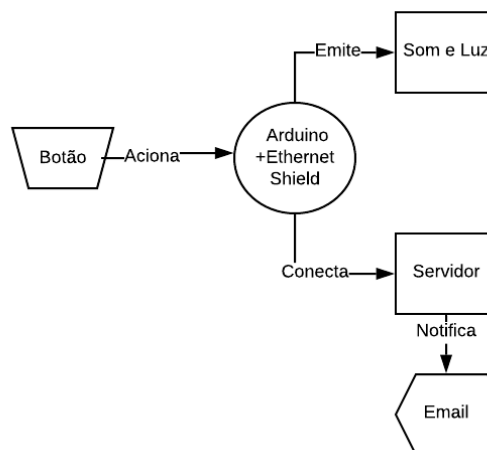 Emite
Som e Luz
Botão
Aciona
Arduino
+Ethernet
Shield
Conecta
Servidor
Notifica
Email